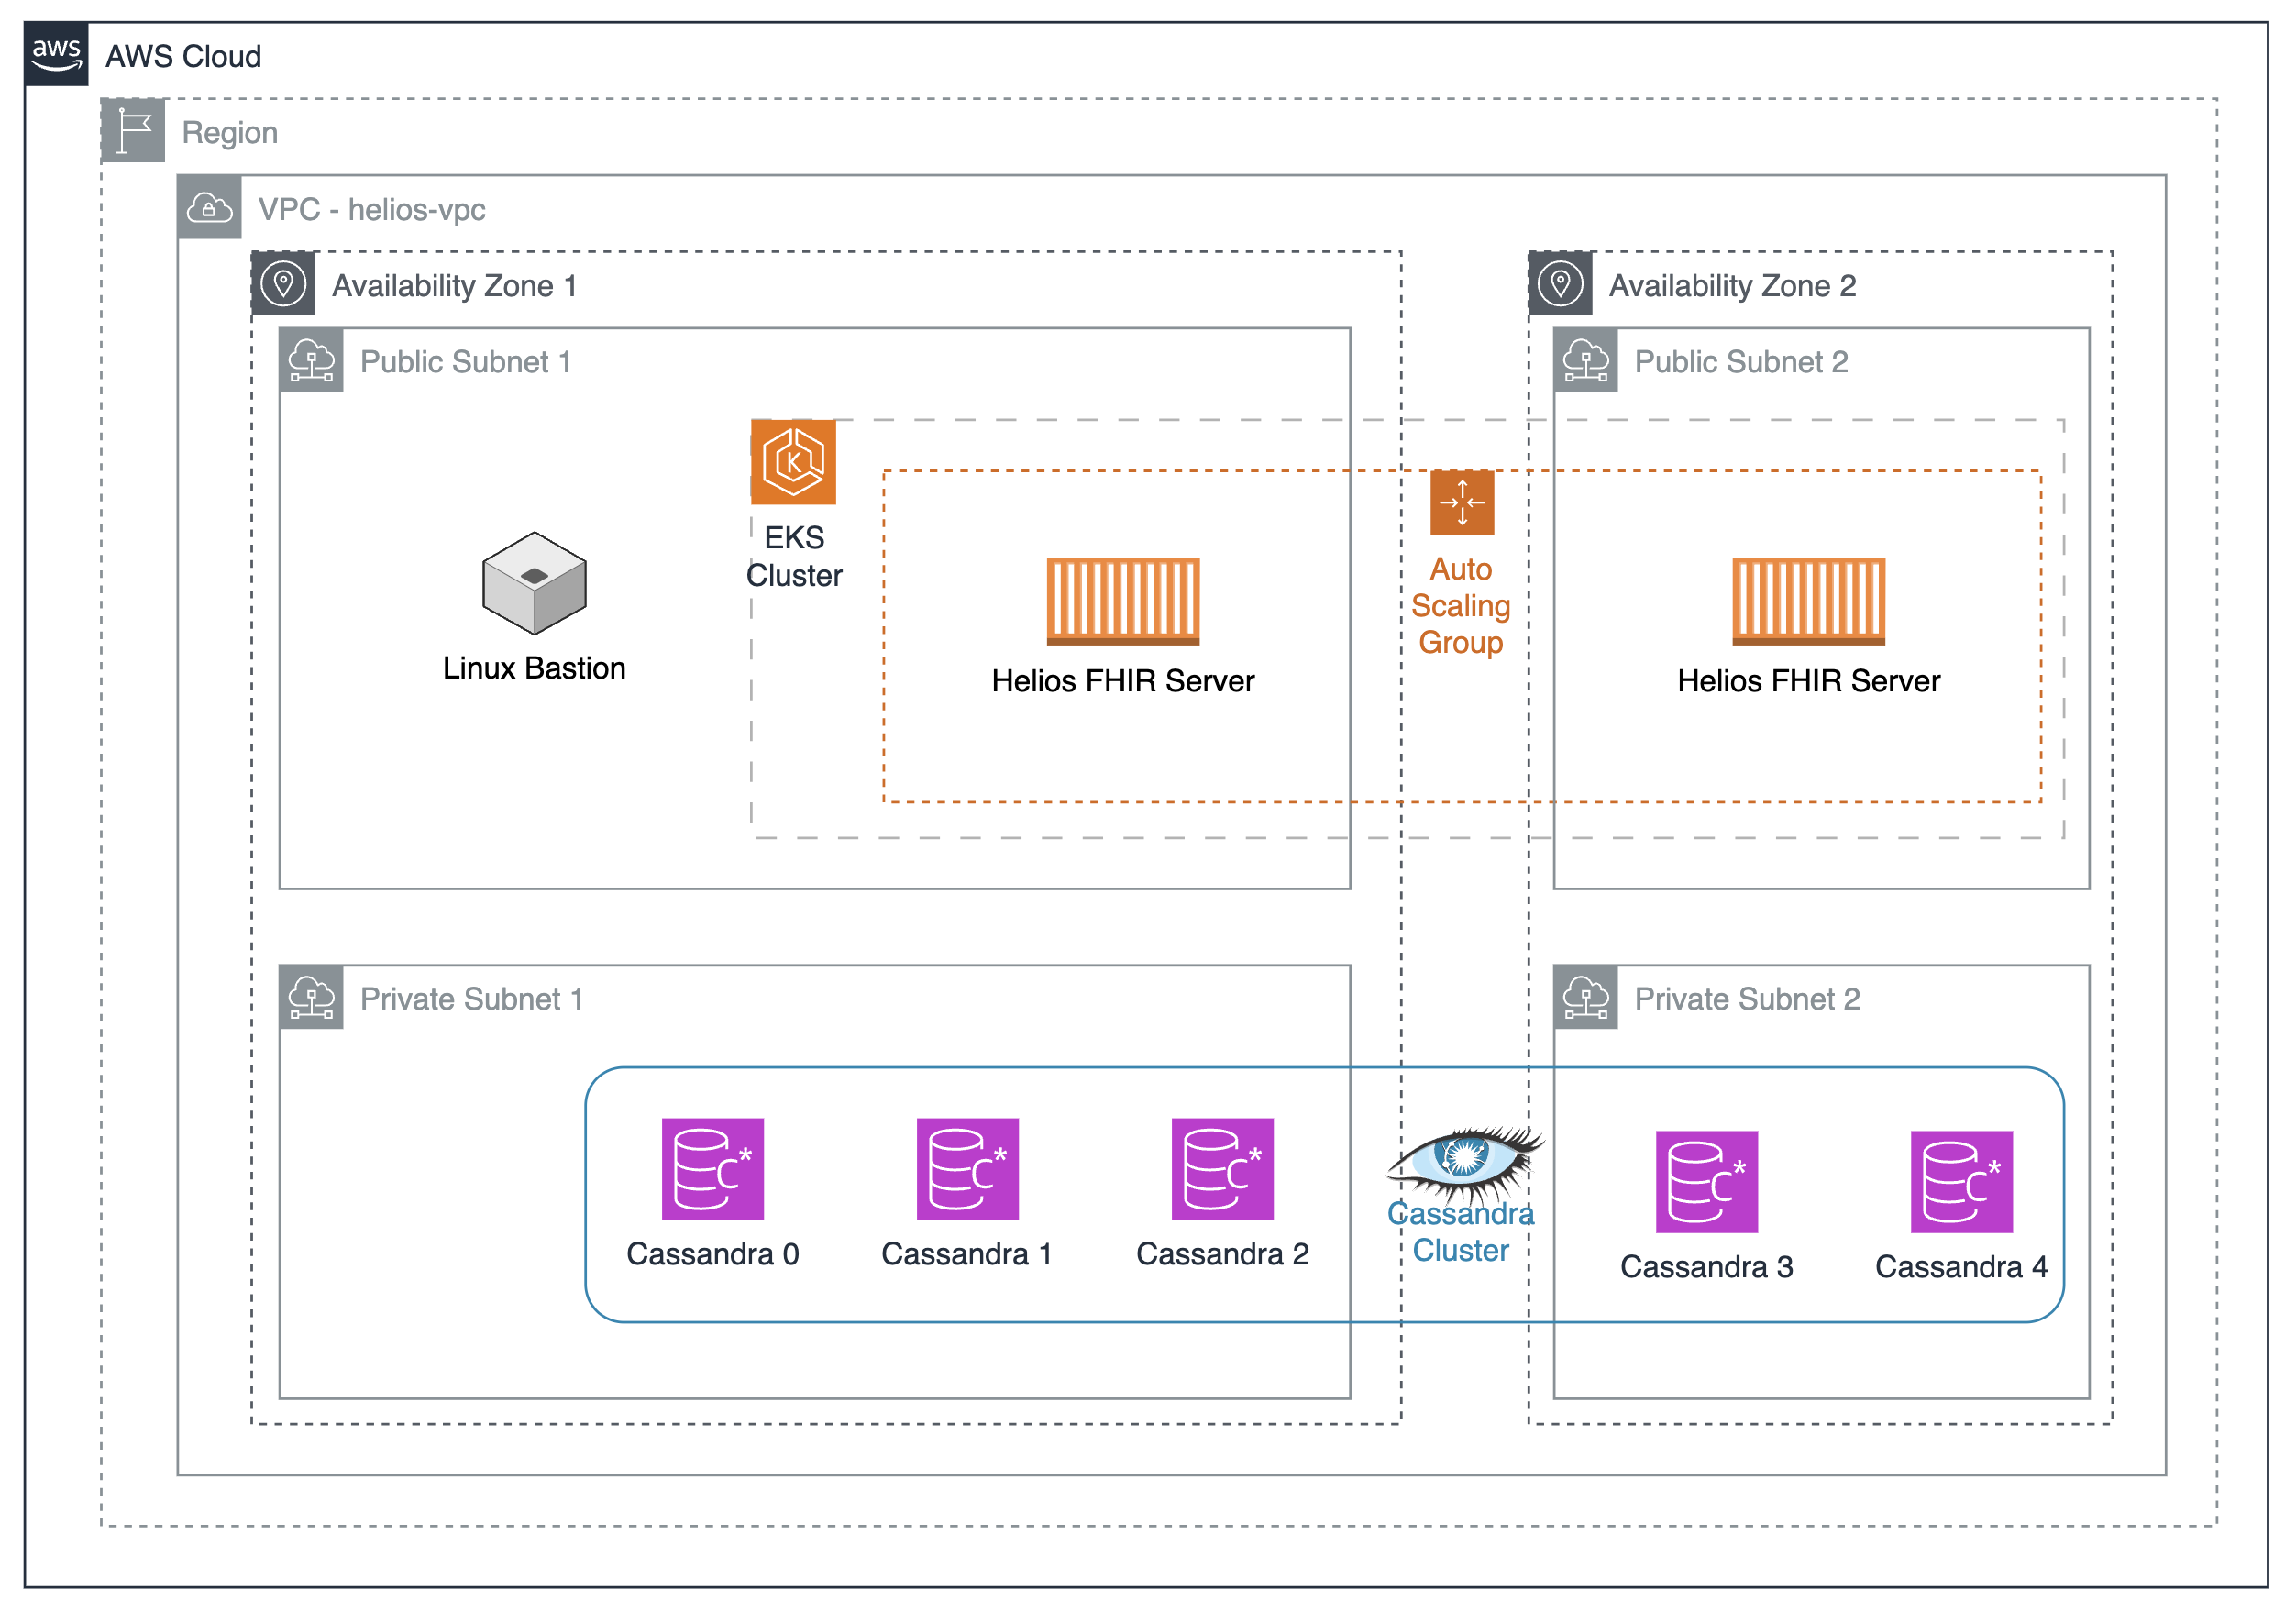 aws
AWS Cloud
Region
VPC - helios-vpc
Availability Zone 1
Availability Zone 2
Public Subnet 1
Public Subnet 2
K
EKS
Cluster
Auto
Scaling
Group
Linux Bastion
Helios FHIR Server
Helios FHIR Server
Private Subnet 1
Private Subnet 2
C*
C*
C*
C*
C*
Cassandra 0
Cassandra 1
Cassandra 2
Cassandra
Cluster
Cassandra 3
Cassandra 4